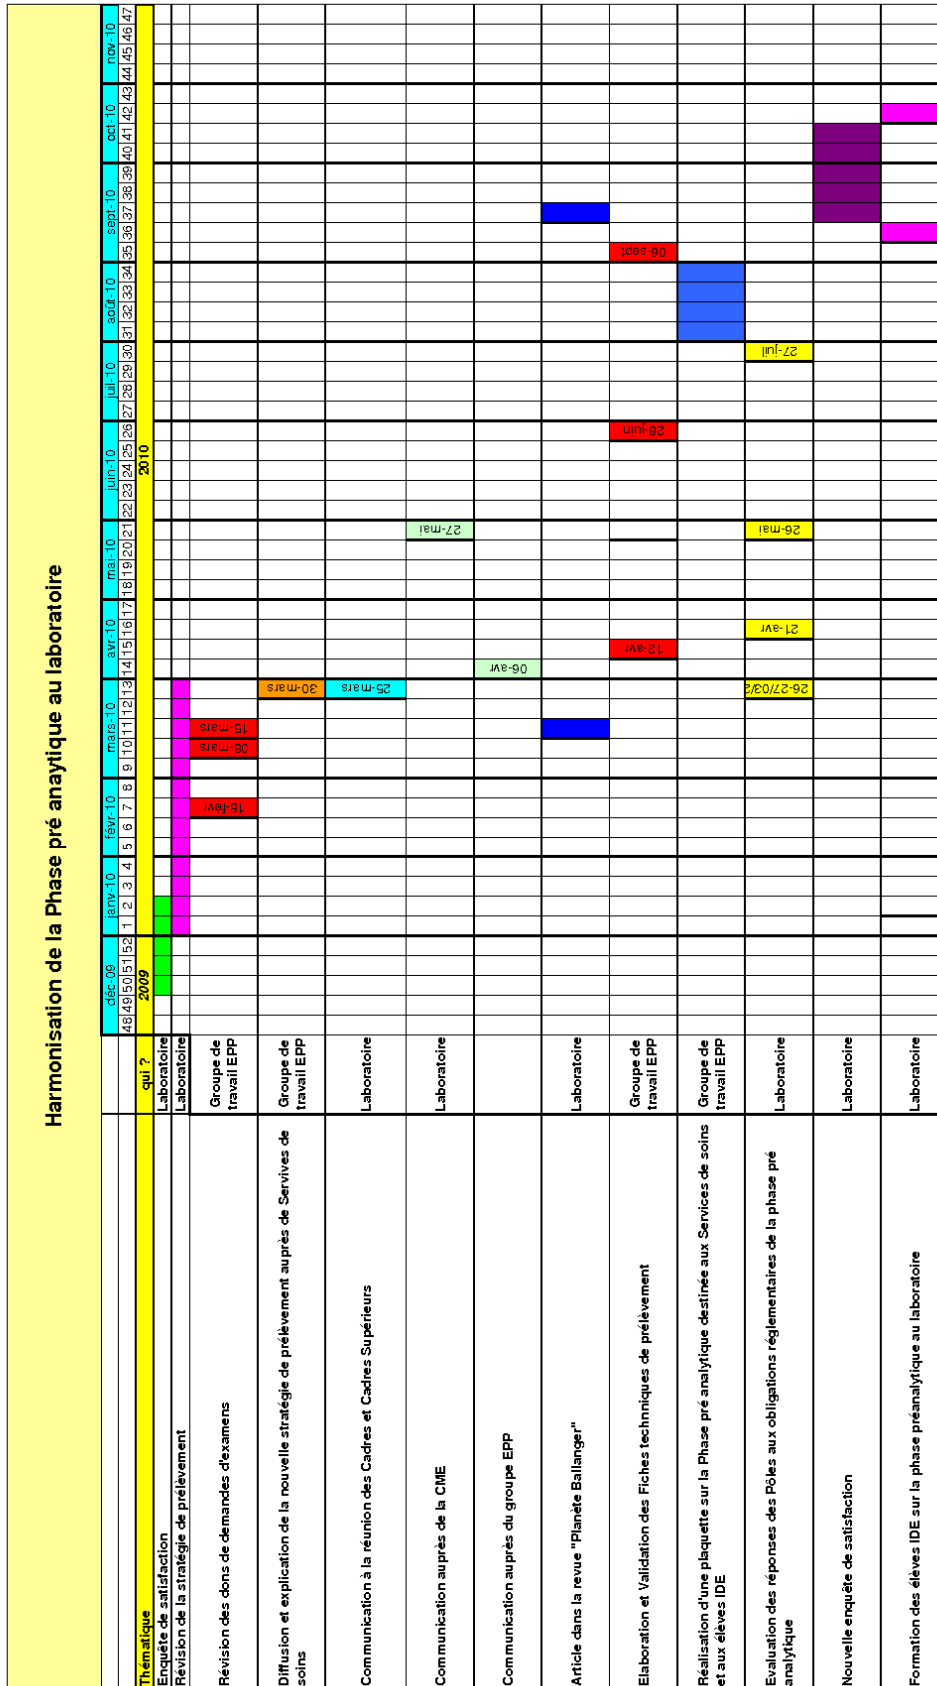 Harmonisation de la Phase pré anaytique au laboratoire
déc-09 janv-10 févr-10 mars-10 avr-10 mai-10 juin-10 juil-10 août-10 sept-10 oct-10 nov-10
48 49 50 51 52 1 2 3 4 5 6 7 8 9 10 11 12 13 14 15 16 17 18 19 20 21 22 23 24 25 26 27 28 29 30 31 32 33 34 35 36 37 38 39 40 41 42 43 44 45 46 47
Thématique qui ? 2009 2010
Enquête de satisfaction Laboratoire
Révision de la stratégie de prélèvement Laboratoire
Révision des dons de demandes d'examens Groupe de travail EPP 18-févr 08-mars 15-mars
Diffusion et explication de la nouvelle stratégie de prélèvement auprès de Servives de
soins Groupe de travail EPP 30-mars
Communication à la réunion des Cadres et Cadres Supérieurs Laboratoire 25-mars
Communication auprès de la CME Laboratoire 27-mai
Communication auprès du groupe EPP 06-avr
Article dans la revue "Planète Ballanger" Laboratoire
Elaboration et Validation des Fiches technniques de prélèvement Groupe de travail EPP 12-avr 28-juin 06-sept
Réalisation d'une plaquette sur la Phase pré analytique destinée aux Services de soins
et aux élèves IDE Groupe de travail EPP
Evaluation des réponses des Pôles aux obligations réglementaires de la phase pré
analytique Laboratoire 26-27/03/2 21-avr 26-mai 27-juil
Nouvelle enquête de satisfaction Laboratoire
Formation des élèves IDE sur la phase préanalytique au laboratoire Laboratoire